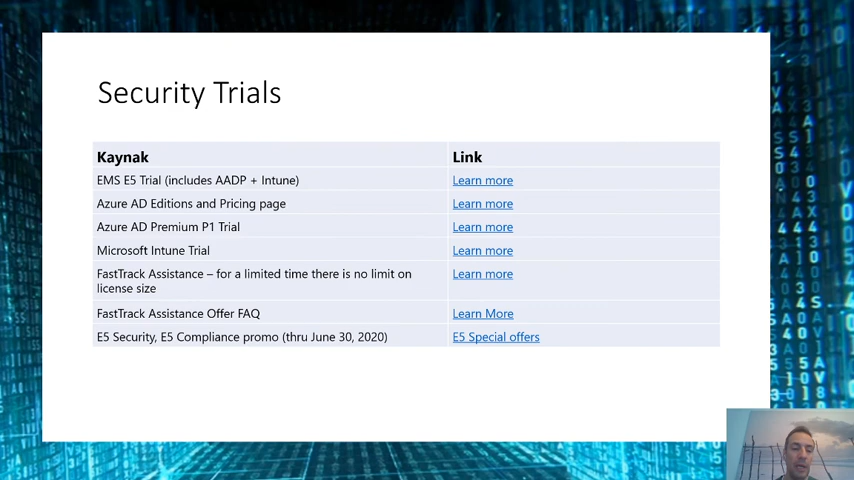 Security Trials
Kaynak
Link
EMS E5 Trial (includes AADP + Intune)
Learn more
Azure AD Editions and Pricing page
Learn more
Azure AD Premium P1 Trial
Learn more
Microsoft Intune Trial
Learn more
FastTrack Assistance – for a limited time there is no limit on
license size
Learn more
FastTrack Assistance Offer FAQ
Learn More
E5 Security, E5 Compliance promo (thru June 30, 2020)
E5 Special offers